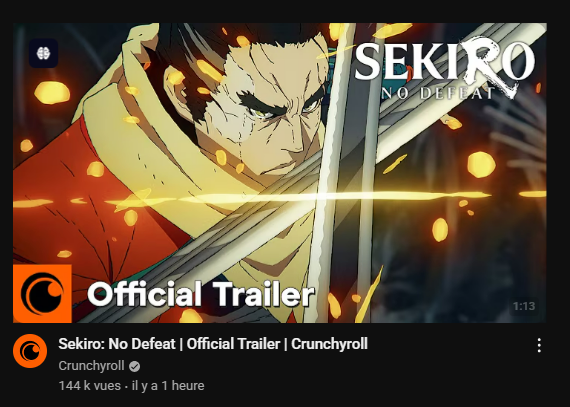 SEKIRO
NO DEFEAT
Official Trailer
1:13
Sekiro: No Defeat | Official Trailer | Crunchyroll
Crunchyroll
144 k vues · il y a 1 heure